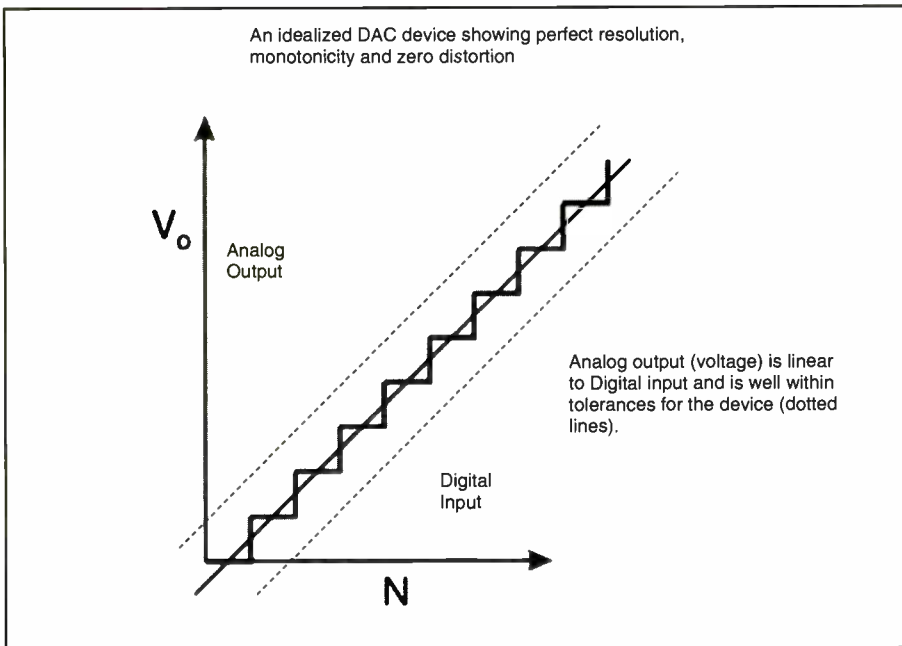 An idealized DAC device showing perfect resolution,
monotonicity and zero distortion
Vo
Analog
Output
Analog output (voltage) is linear
to Digital input and is well within
tolerances for the device (dotted
lines).
Digital
Input
N